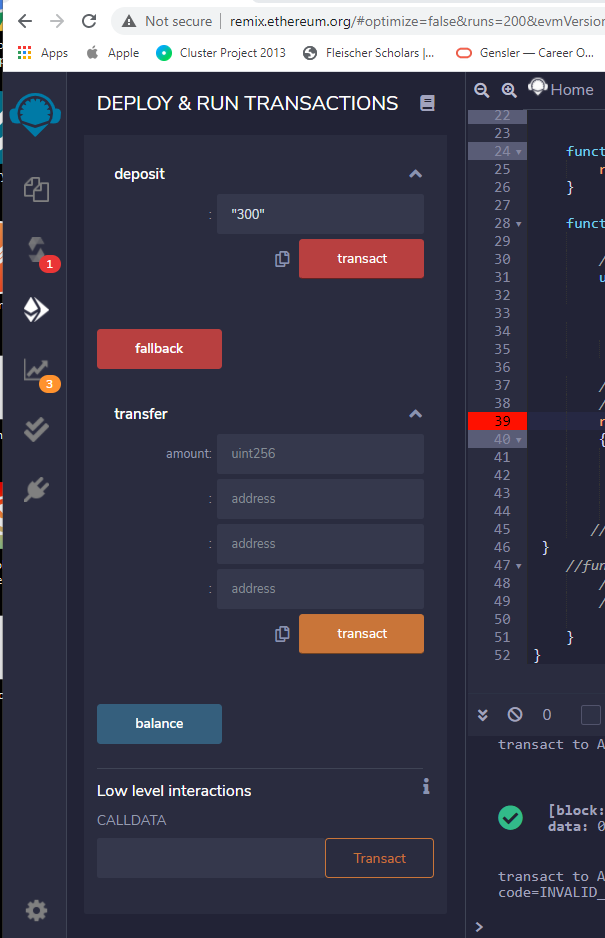 Not secure | remix.ethereum.org/#optimize=false&runs=200&evmVersion
Apps Apple Cluster Project 2013 Fleischer Scholars |... Gensler — Career O...
DEPLOY & RUN TRANSACTIONS
Home
deposit
: "300"
transact
fallback
transfer
amount: uint256
: address
: address
: address
transact
balance
Low level interactions
CALLDATA
Transact
1
3
22
23
24 funct
25 r
26 }
27
28 funct
29
30 /
31 u
32
33
34
35
36
37 /
38 /
39 r
40 {
41
42
43
44
45 //
46 }
47 //fun
48 /
49 /
50
51 }
52 }
0
transact to A
[block:
data: 0
transact to A
code=INVALID_
>